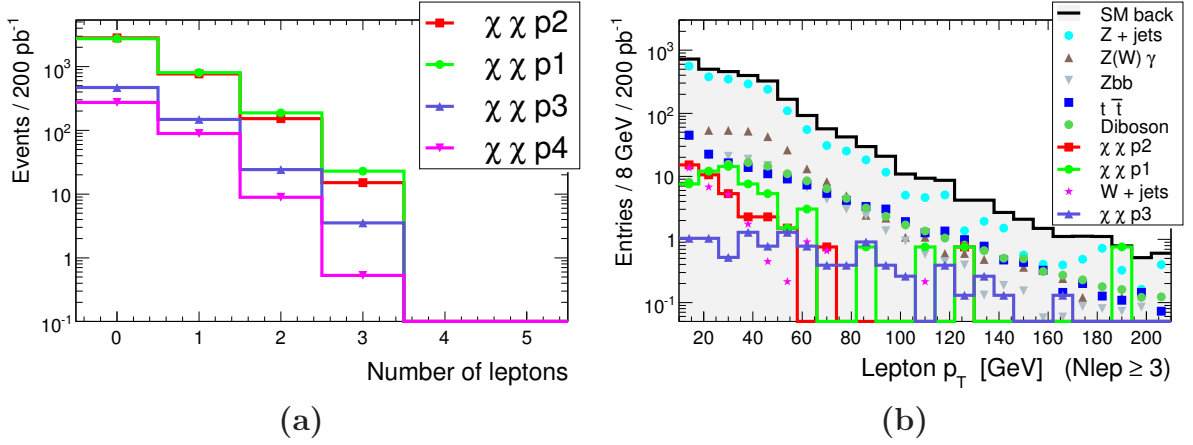 Events / 200 pb⁻¹
10³
10²
10
1
10⁻¹
0 1 2 3 4 5
Number of leptons
χ χ p2
χ χ p1
χ χ p3
χ χ p4
(a)
Entries / 8 GeV / 200 pb⁻¹
10³
10²
10
1
10⁻¹
20 40 60 80 100 120 140 160 180 200
Lepton p_T [GeV] (Nlep ≥ 3)
SM back
Z + jets
Z(W) γ
Zbb
t t̅
Diboson
χ χ p2
χ χ p1
W + jets
χ χ p3
(b)